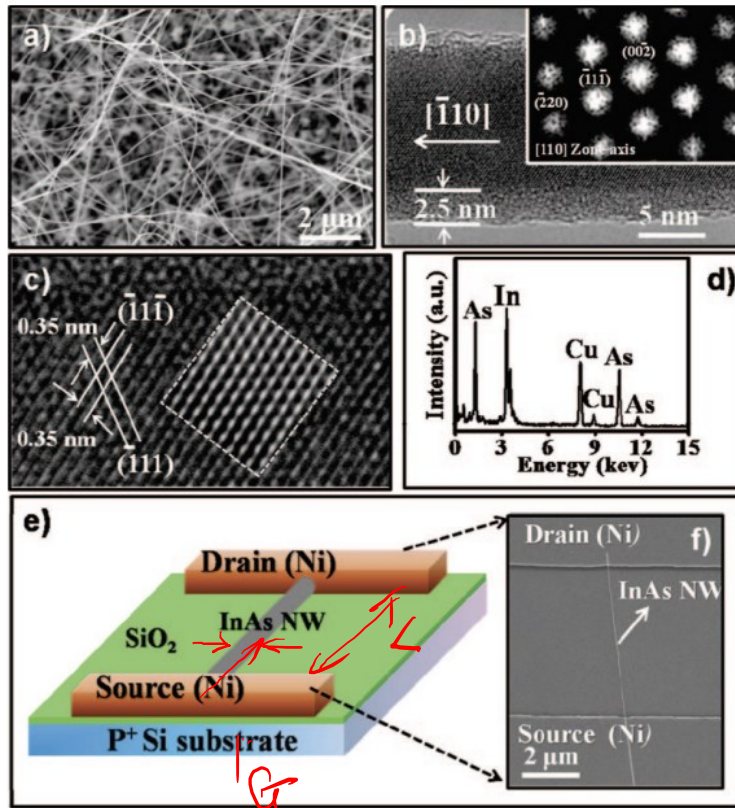 a)
2 μm
b)
[1̅10]
2.5 nm
5 nm
(002̅)
(1̅11̅)
(2̅20)
[110] Zone axis
c)
0.35 nm
(1̅11̅)
0.35 nm
(1̅11)
d)
Intensity (a.u.)
As
In
Cu
As
Cu
As
0 3 6 9 12 15
Energy (kev)
e)
Drain (Ni)
InAs NW
SiO₂
L
Source (Ni)
P⁺ Si substrate
G
f)
Drain (Ni)
InAs NW
Source (Ni)
2 μm